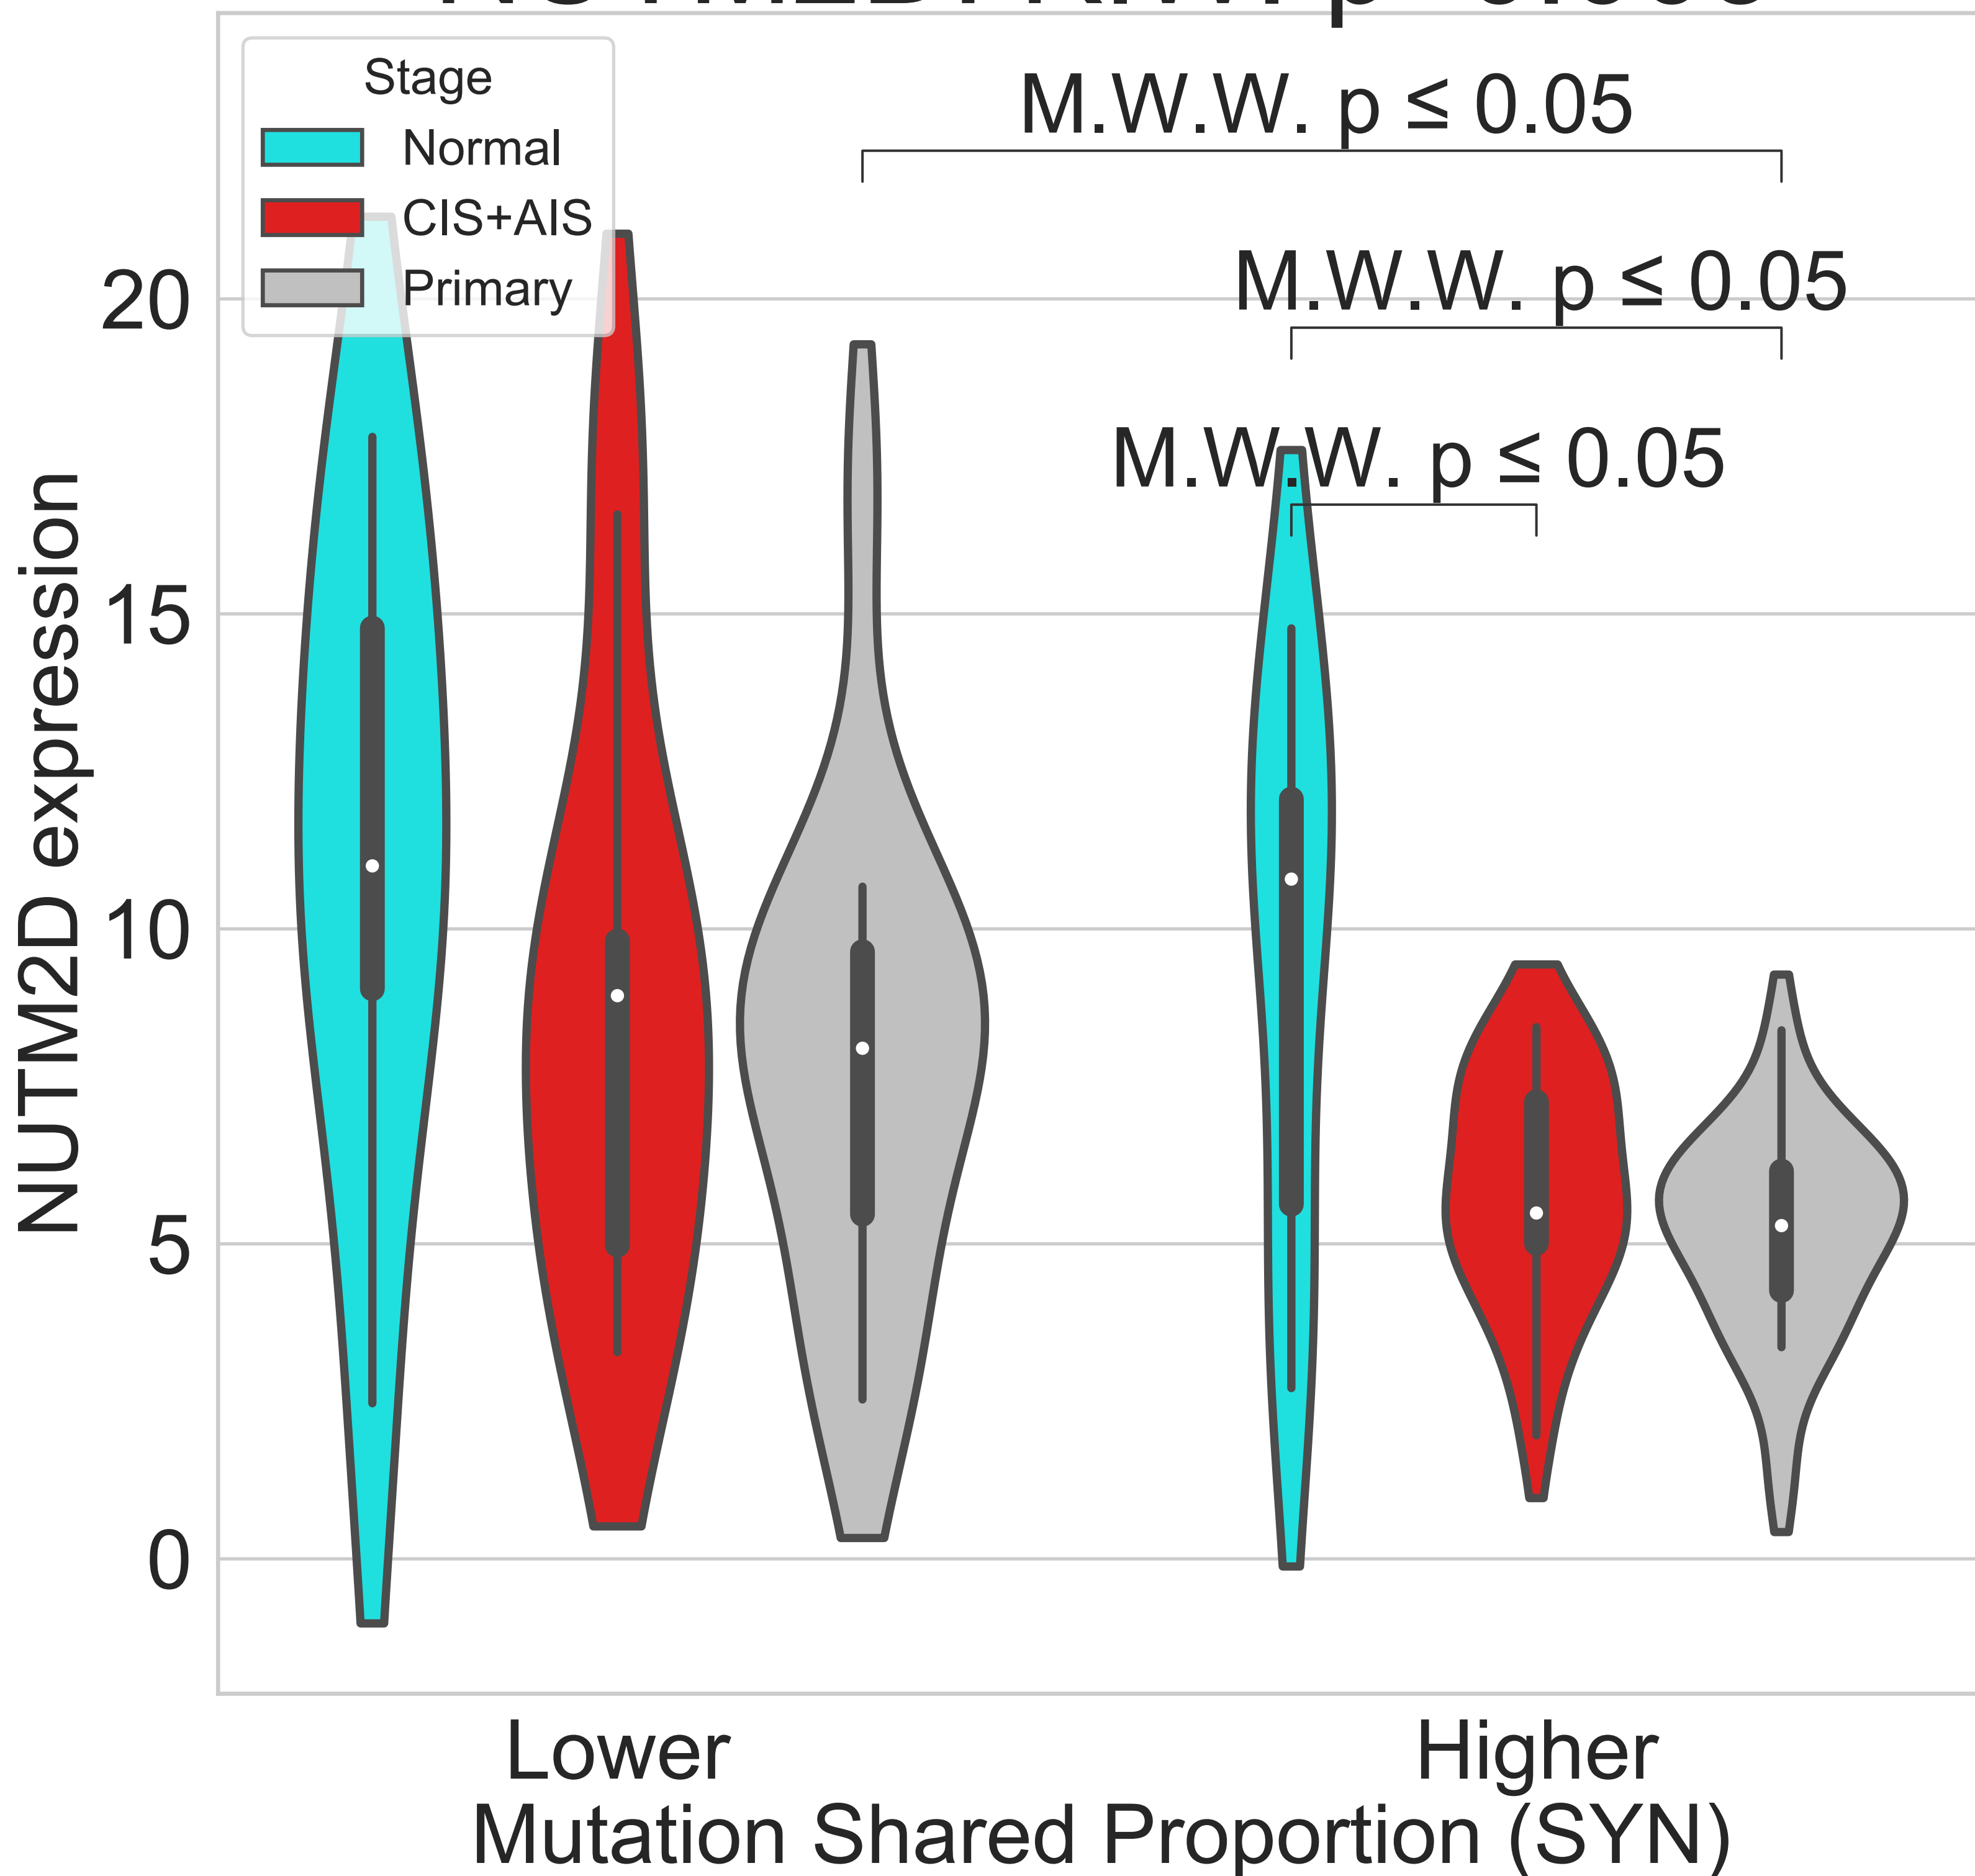 Stage
Normal
CIS+AIS
Primary
M.W.W. p ≤ 0.05
M.W.W. p ≤ 0.05
M.W.W. p ≤ 0.05
20
15
10
5
0
NUTM2D expression
Lower
Higher
Mutation Shared Proportion (SYN)